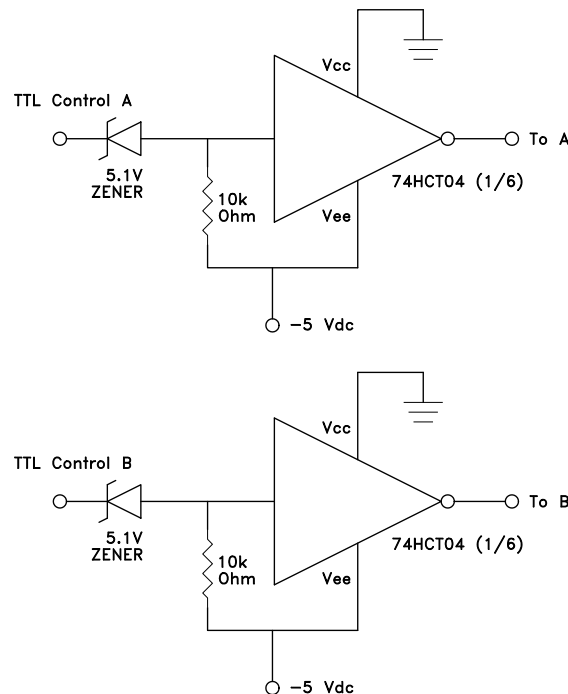 Vcc
TTL Control A
To A
5.1V
ZENER
10k
Ohm
74HCT04 (1/6)
Vee
-5 Vdc
Vcc
TTL Control B
To B
5.1V
ZENER
10k
Ohm
74HCT04 (1/6)
Vee
-5 Vdc